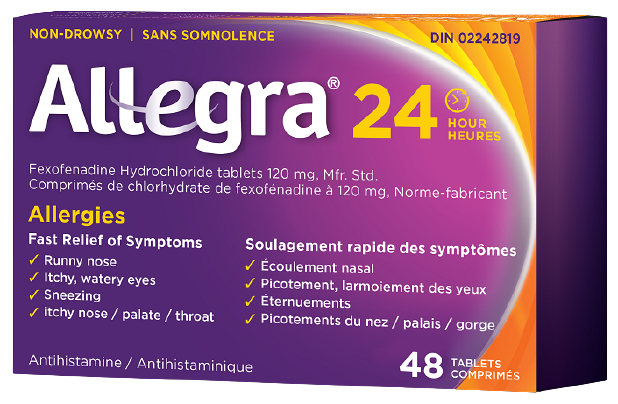 NON-DROWSY | SANS SOMNOLENCE
DIN 02242819
Allegra® 24 HOUR HEURES
Fexofenadine Hydrochloride tablets 120 mg, Mfr. Std.
Comprimés de chlorhydrate de fexofénadine à 120 mg, Norme-fabricant
Allergies
Fast Relief of Symptoms
✓ Runny nose
✓ Itchy, watery eyes
✓ Sneezing
✓ itchy nose / palate / throat
Soulagement rapide des symptômes
✓ Écoulement nasal
✓ Picotement, larmoiement des yeux
✓ Éternuements
✓ Picotements du nez / palais / gorge
Antihistamine / Antihistaminique
48 TABLETS COMPRIMÉS